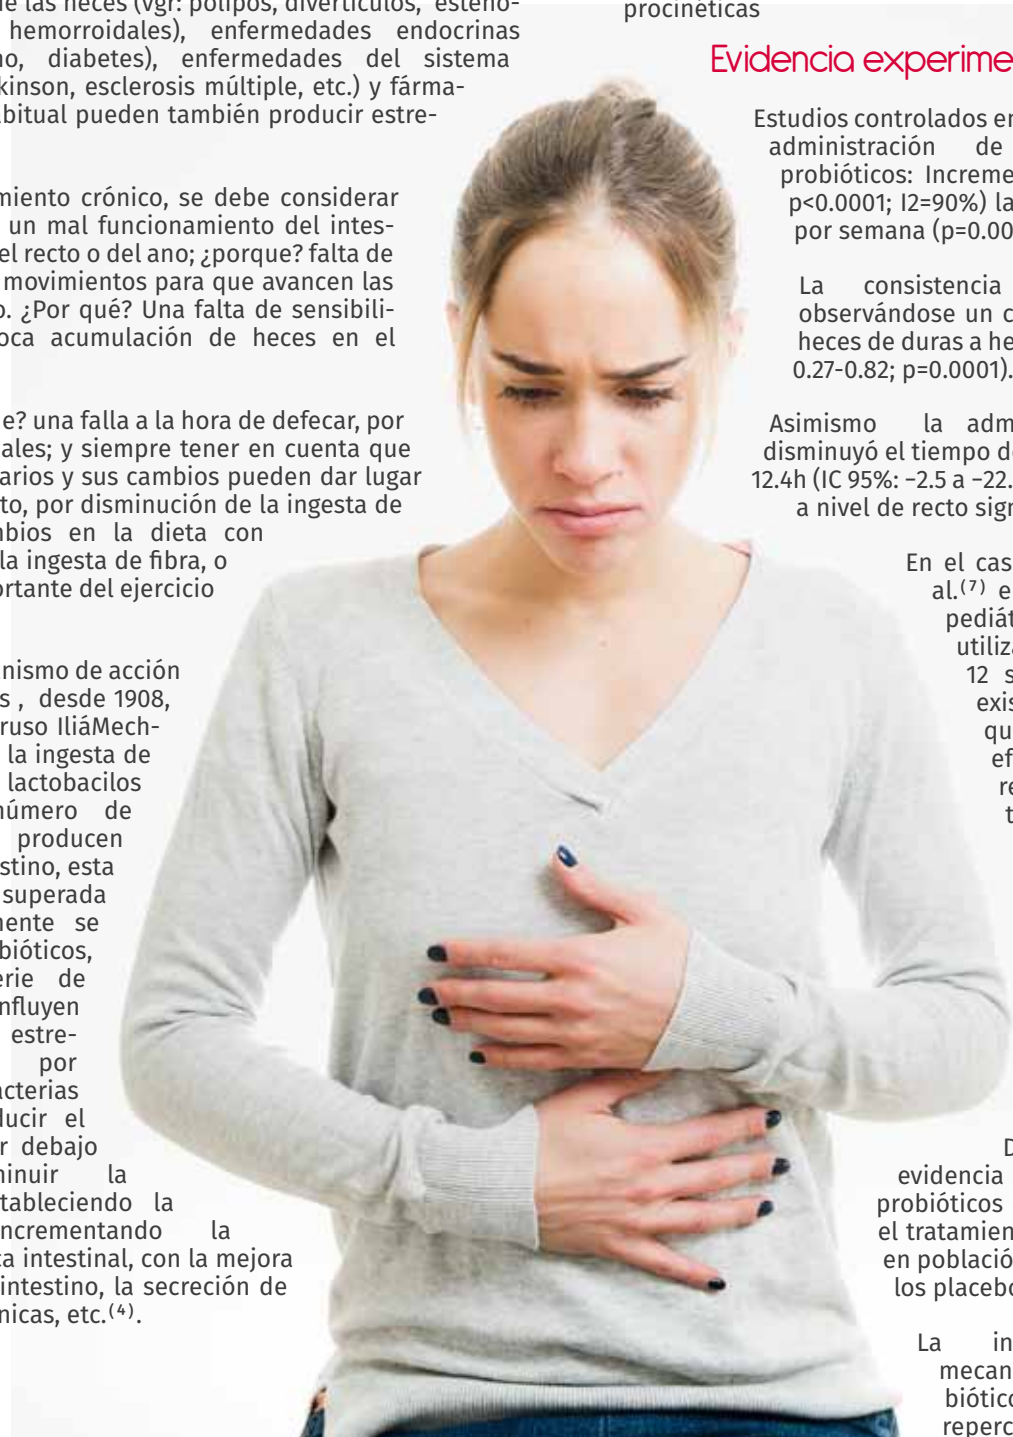 de las heces (vgr: pólipos, divertículos, esteno-
hemorroidales), enfermedades endocrinas
no, diabetes), enfermedades del sistema
kinson, esclerosis múltiple, etc.) y fárma-
abitual pueden también producir estre-
miento crónico, se debe considerar
un mal funcionamiento del intes-
el recto o del ano; ¿porque? falta de
movimientos para que avancen las
o. ¿Por qué? Una falta de sensibili-
oca acumulación de heces en el
e? una falla a la hora de defecar, por
ales; y siempre tener en cuenta que
arios y sus cambios pueden dar lugar
to, por disminución de la ingesta de
mbios en la dieta con
la ingesta de fibra, o
ortante del ejercicio
anismo de acción
s , desde 1908,
ruso IliáMech-
la ingesta de
lactobacilos
número de
producen
stino, esta
superada
mente se
bióticos,
erie de
nfluyen
estre-
por
acterias
ducir el
r debajo
minuir la
tableciendo la
ncrementando la
ca intestinal, con la mejora
intestino, la secreción de
nicas, etc.(4).
procinéticas
Evidencia experime
Estudios controlados en
administración de
probióticos: Increme
p<0.0001; I2=90%) la
por semana (p=0.00
La consistencia
observándose un c
heces de duras a he
0.27-0.82; p=0.0001).
Asimismo la adm
disminuyó el tiempo de
12.4h (IC 95%: −2.5 a −22.
a nivel de recto sign
En el cas
al.(7) e
pediát
utiliza
12 s
exis
qu
ef
re
t
D
evidencia
probióticos
el tratamien
en població
los placebo
La in
mecan
biótico
reperc